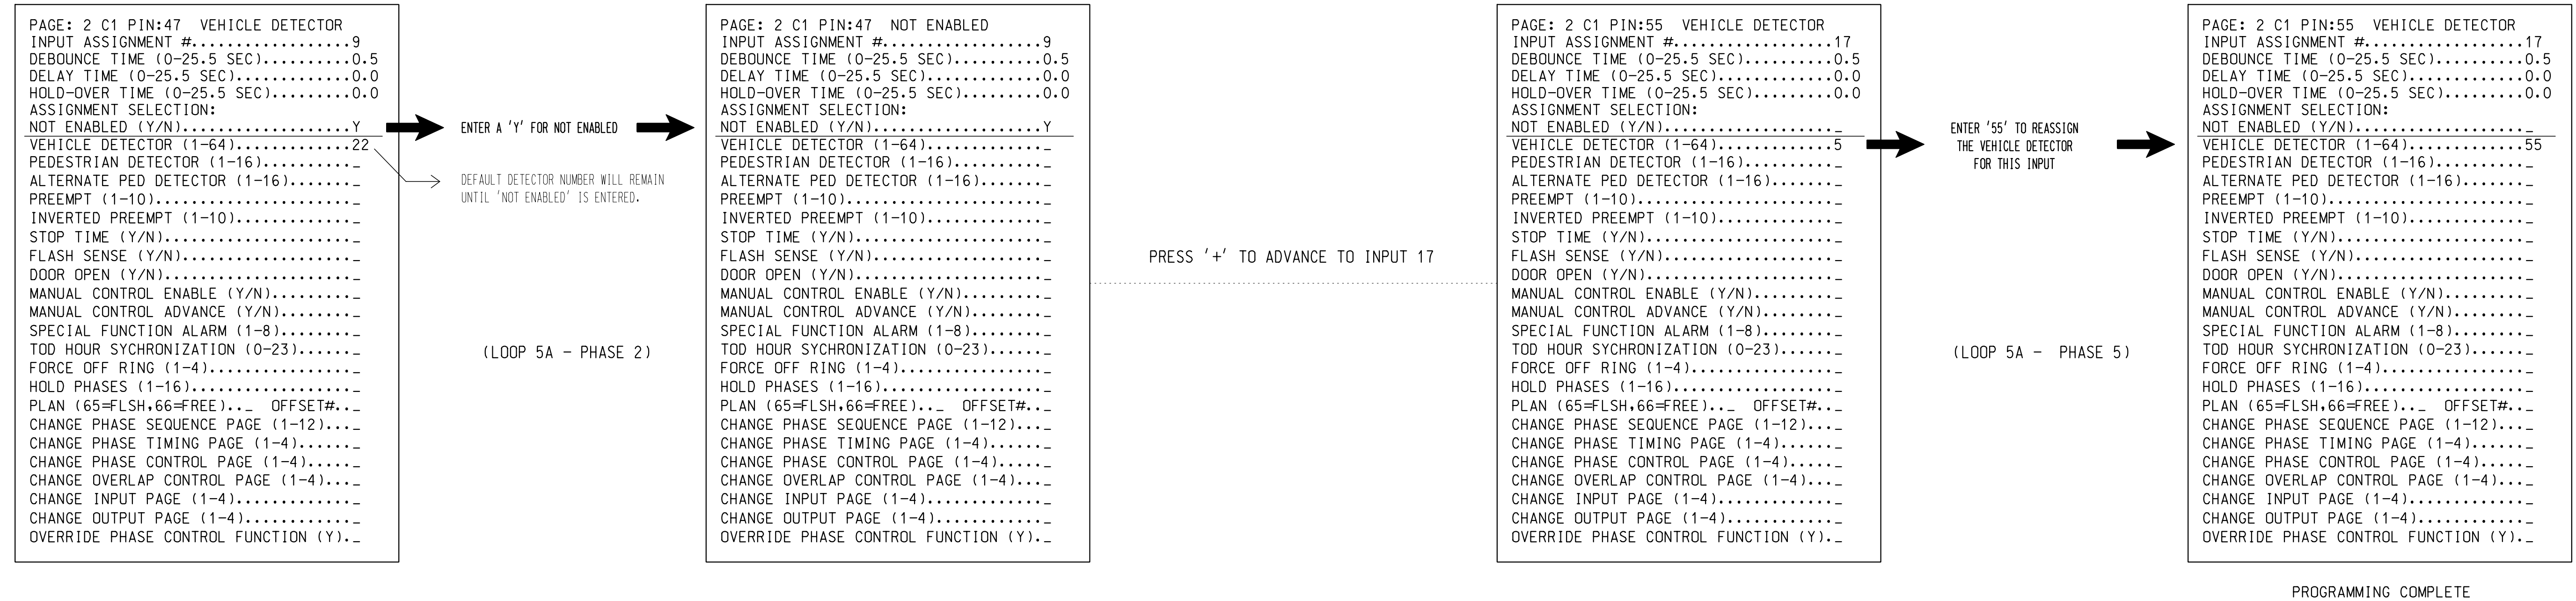 PAGE: 2 C1 PIN:47  VEHICLE DETECTOR
INPUT ASSIGNMENT #..................9
DEBOUNCE TIME (0-25.5 SEC)..........0.5
DELAY TIME (0-25.5 SEC).............0.0
HOLD-OVER TIME (0-25.5 SEC).........0.0
ASSIGNMENT SELECTION:
NOT ENABLED (Y/N)...................Y
VEHICLE DETECTOR (1-64).............22
PEDESTRIAN DETECTOR (1-16).........._
ALTERNATE PED DETECTOR (1-16)......._
PREEMPT (1-10)......................_
INVERTED PREEMPT (1-10)............._
STOP TIME (Y/N)....................._
FLASH SENSE (Y/N)..................._
DOOR OPEN (Y/N)....................._
MANUAL CONTROL ENABLE (Y/N)........._
MANUAL CONTROL ADVANCE (Y/N)........_
SPECIAL FUNCTION ALARM (1-8)........_
TOD HOUR SYCHRONIZATION (0-23)......_
FORCE OFF RING (1-4)................_
HOLD PHASES (1-16).................._
PLAN (65=FLSH,66=FREE).._  OFFSET#.._
CHANGE PHASE SEQUENCE PAGE (1-12)..._
CHANGE PHASE TIMING PAGE (1-4)......_
CHANGE PHASE CONTROL PAGE (1-4)....._
CHANGE OVERLAP CONTROL PAGE (1-4)..._
CHANGE INPUT PAGE (1-4)............._
CHANGE OUTPUT PAGE (1-4)............_
OVERRIDE PHASE CONTROL FUNCTION (Y)._
ENTER A 'Y' FOR NOT ENABLED
DEFAULT DETECTOR NUMBER WILL REMAIN
UNTIL 'NOT ENABLED' IS ENTERED.
(LOOP 5A - PHASE 2)
PAGE: 2 C1 PIN:47  NOT ENABLED
INPUT ASSIGNMENT #..................9
DEBOUNCE TIME (0-25.5 SEC)..........0.5
DELAY TIME (0-25.5 SEC).............0.0
HOLD-OVER TIME (0-25.5 SEC).........0.0
ASSIGNMENT SELECTION:
NOT ENABLED (Y/N)...................Y
VEHICLE DETECTOR (1-64)............._
PEDESTRIAN DETECTOR (1-16).........._
ALTERNATE PED DETECTOR (1-16)......._
PREEMPT (1-10)......................_
INVERTED PREEMPT (1-10)............._
STOP TIME (Y/N)....................._
FLASH SENSE (Y/N)..................._
DOOR OPEN (Y/N)....................._
MANUAL CONTROL ENABLE (Y/N)........._
MANUAL CONTROL ADVANCE (Y/N)........_
SPECIAL FUNCTION ALARM (1-8)........_
TOD HOUR SYCHRONIZATION (0-23)......_
FORCE OFF RING (1-4)................_
HOLD PHASES (1-16).................._
PLAN (65=FLSH,66=FREE).._  OFFSET#.._
CHANGE PHASE SEQUENCE PAGE (1-12)..._
CHANGE PHASE TIMING PAGE (1-4)......_
CHANGE PHASE CONTROL PAGE (1-4)....._
CHANGE OVERLAP CONTROL PAGE (1-4)..._
CHANGE INPUT PAGE (1-4)............._
CHANGE OUTPUT PAGE (1-4)............_
OVERRIDE PHASE CONTROL FUNCTION (Y)._
PRESS '+' TO ADVANCE TO INPUT 17
PAGE: 2 C1 PIN:55  VEHICLE DETECTOR
INPUT ASSIGNMENT #..................17
DEBOUNCE TIME (0-25.5 SEC)..........0.5
DELAY TIME (0-25.5 SEC).............0.0
HOLD-OVER TIME (0-25.5 SEC).........0.0
ASSIGNMENT SELECTION:
NOT ENABLED (Y/N)..................._
VEHICLE DETECTOR (1-64).............5
PEDESTRIAN DETECTOR (1-16).........._
ALTERNATE PED DETECTOR (1-16)......._
PREEMPT (1-10)......................_
INVERTED PREEMPT (1-10)............._
STOP TIME (Y/N)....................._
FLASH SENSE (Y/N)..................._
DOOR OPEN (Y/N)....................._
MANUAL CONTROL ENABLE (Y/N)........._
MANUAL CONTROL ADVANCE (Y/N)........_
SPECIAL FUNCTION ALARM (1-8)........_
TOD HOUR SYCHRONIZATION (0-23)......_
FORCE OFF RING (1-4)................_
HOLD PHASES (1-16).................._
PLAN (65=FLSH,66=FREE).._  OFFSET#.._
CHANGE PHASE SEQUENCE PAGE (1-12)..._
CHANGE PHASE TIMING PAGE (1-4)......_
CHANGE PHASE CONTROL PAGE (1-4)....._
CHANGE OVERLAP CONTROL PAGE (1-4)..._
CHANGE INPUT PAGE (1-4)............._
CHANGE OUTPUT PAGE (1-4)............_
OVERRIDE PHASE CONTROL FUNCTION (Y)._
ENTER '55' TO REASSIGN
THE VEHICLE DETECTOR
FOR THIS INPUT
(LOOP 5A -  PHASE 5)
PAGE: 2 C1 PIN:55  VEHICLE DETECTOR
INPUT ASSIGNMENT #..................17
DEBOUNCE TIME (0-25.5 SEC)..........0.5
DELAY TIME (0-25.5 SEC).............0.0
HOLD-OVER TIME (0-25.5 SEC).........0.0
ASSIGNMENT SELECTION:
NOT ENABLED (Y/N)..................._
VEHICLE DETECTOR (1-64).............55
PEDESTRIAN DETECTOR (1-16).........._
ALTERNATE PED DETECTOR (1-16)......._
PREEMPT (1-10)......................_
INVERTED PREEMPT (1-10)............._
STOP TIME (Y/N)....................._
FLASH SENSE (Y/N)..................._
DOOR OPEN (Y/N)....................._
MANUAL CONTROL ENABLE (Y/N)........._
MANUAL CONTROL ADVANCE (Y/N)........_
SPECIAL FUNCTION ALARM (1-8)........_
TOD HOUR SYCHRONIZATION (0-23)......_
FORCE OFF RING (1-4)................_
HOLD PHASES (1-16).................._
PLAN (65=FLSH,66=FREE).._  OFFSET#.._
CHANGE PHASE SEQUENCE PAGE (1-12)..._
CHANGE PHASE TIMING PAGE (1-4)......_
CHANGE PHASE CONTROL PAGE (1-4)....._
CHANGE OVERLAP CONTROL PAGE (1-4)..._
CHANGE INPUT PAGE (1-4)............._
CHANGE OUTPUT PAGE (1-4)............_
OVERRIDE PHASE CONTROL FUNCTION (Y)._
PROGRAMMING COMPLETE